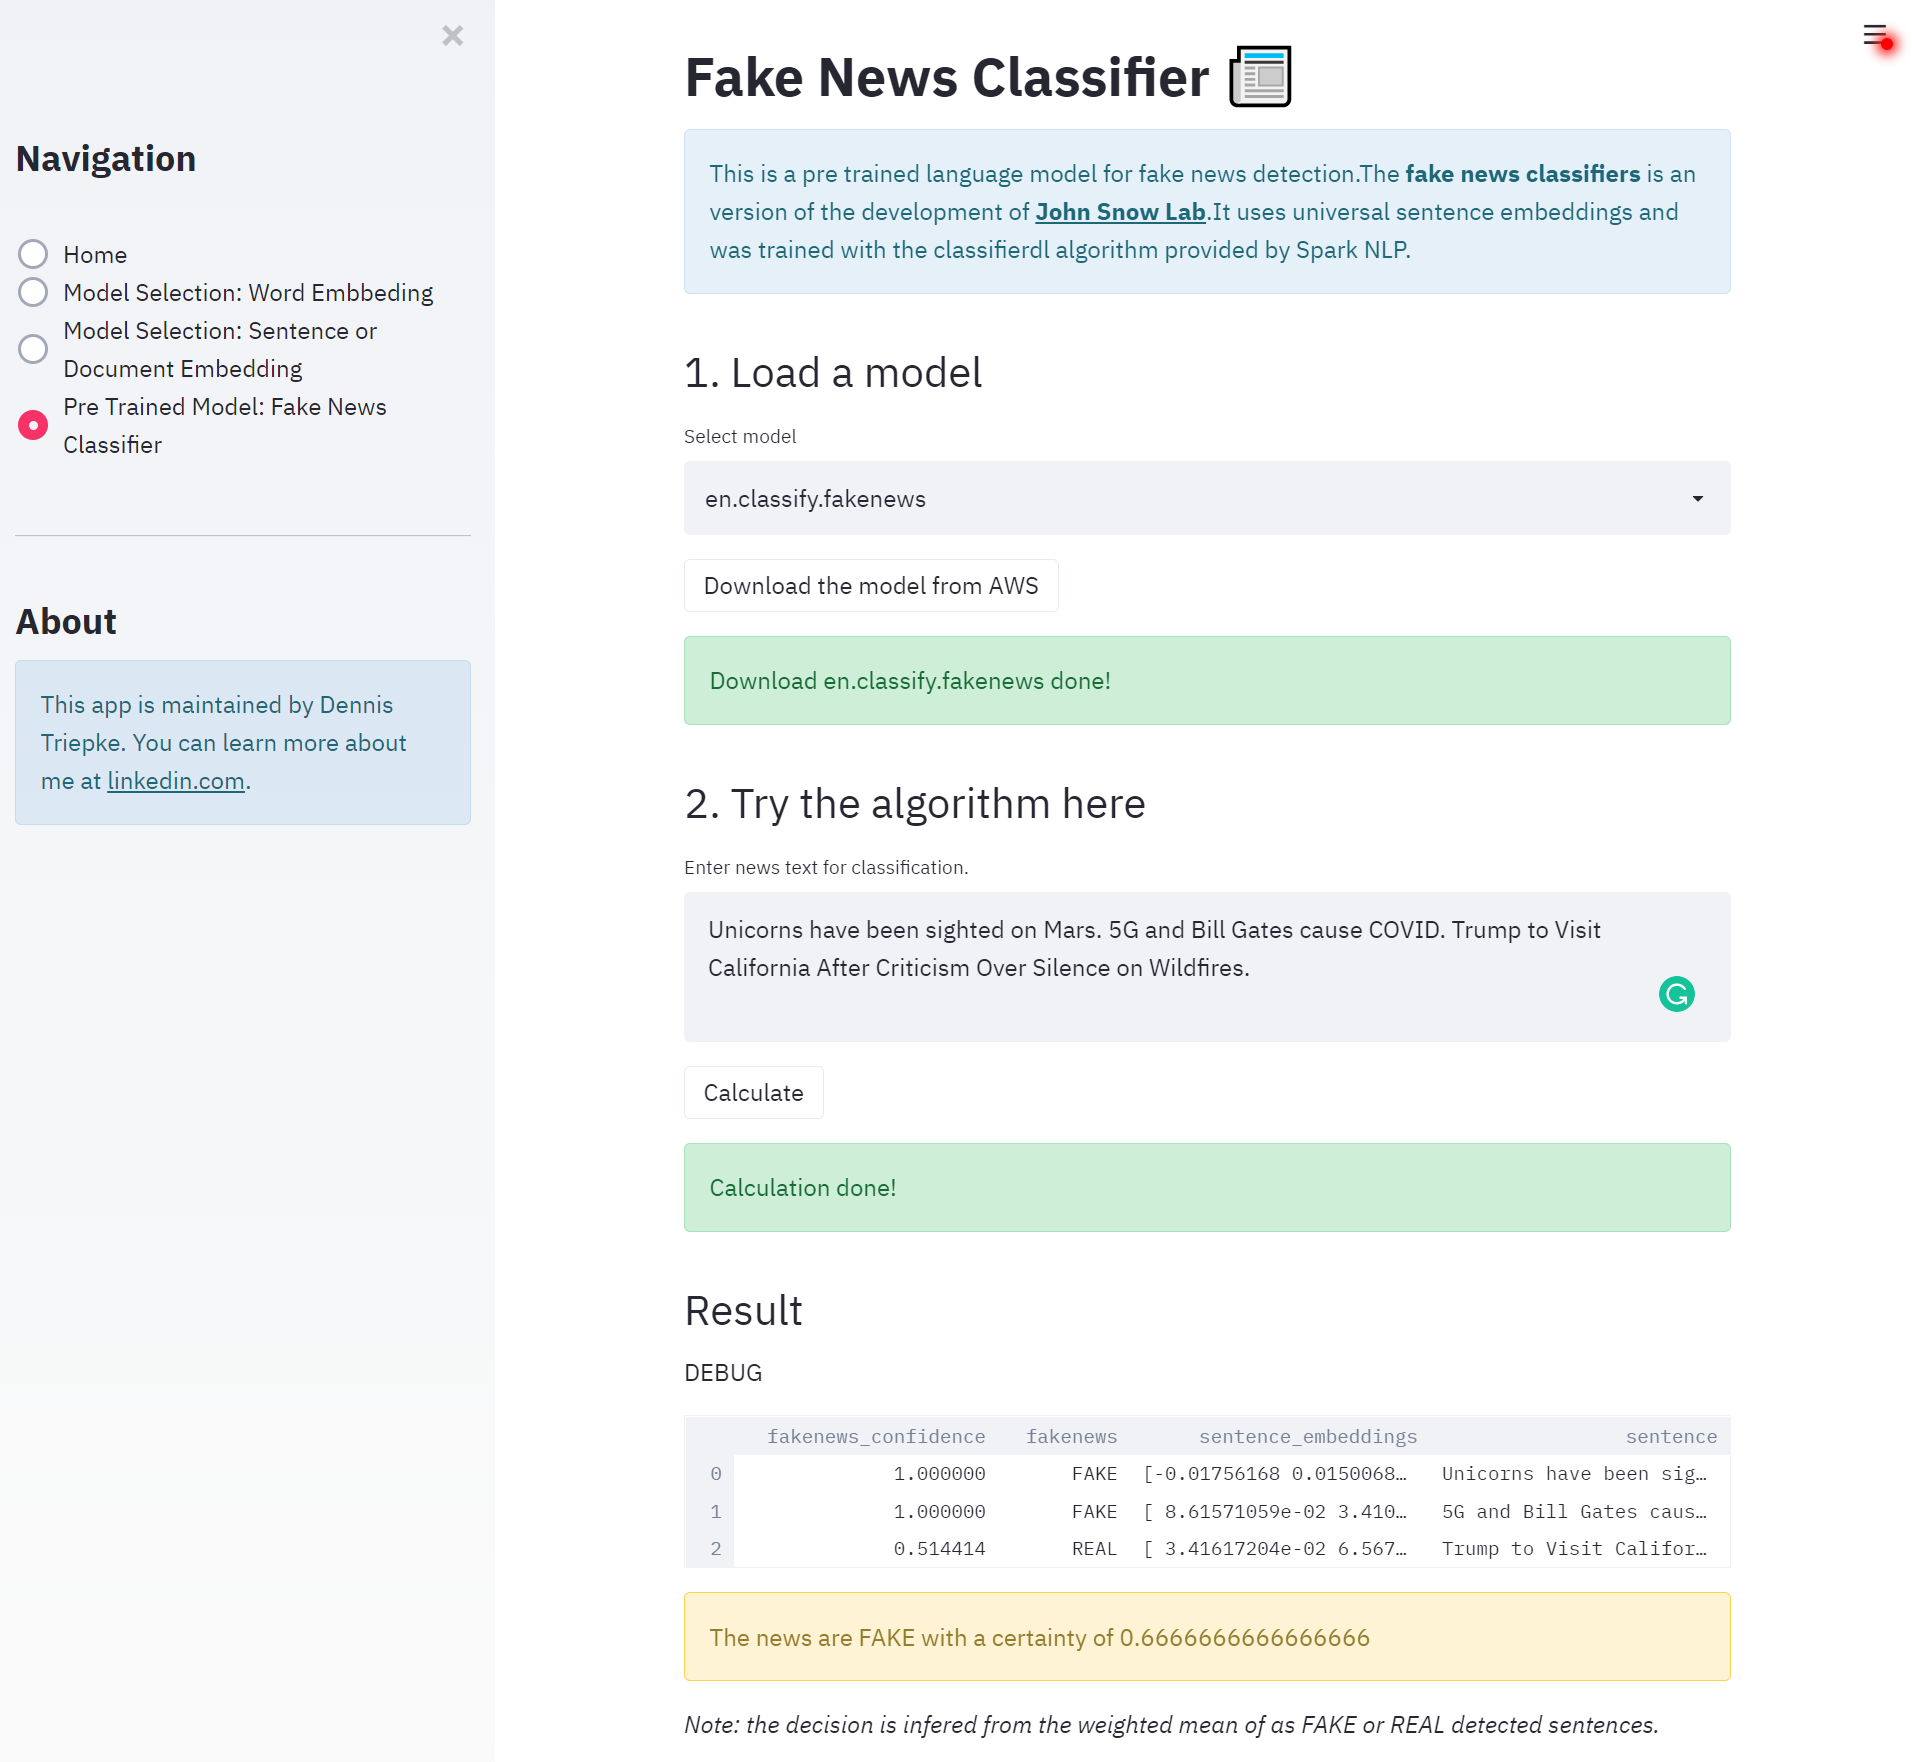 Navigation
Home
Model Selection: Word Embbeding
Model Selection: Sentence or
Document Embedding
Pre Trained Model: Fake News
Classifier
About
This app is maintained by Dennis
Triepke. You can learn more about
me at linkedin.com.
Fake News Classifier
This is a pre trained language model for fake news detection.The fake news classifiers is an
version of the development of John Snow Lab.It uses universal sentence embeddings and
was trained with the classifierdl algorithm provided by Spark NLP.
1. Load a model
Select model
en.classify.fakenews
Download the model from AWS
Download en.classify.fakenews done!
2. Try the algorithm here
Enter news text for classification.
Unicorns have been sighted on Mars. 5G and Bill Gates cause COVID. Trump to Visit
California After Criticism Over Silence on Wildfires.
Calculate
Calculation done!
Result
DEBUG
fakenews_confidence fakenews sentence_embeddings sentence
0 1.000000 FAKE [-0.01756168 0.0150068… Unicorns have been sig…
1 1.000000 FAKE [ 8.61571059e-02 3.410… 5G and Bill Gates caus…
2 0.514414 REAL [ 3.41617204e-02 6.567… Trump to Visit Califor…
The news are FAKE with a certainty of 0.6666666666666666
Note: the decision is infered from the weighted mean of as FAKE or REAL detected sentences.